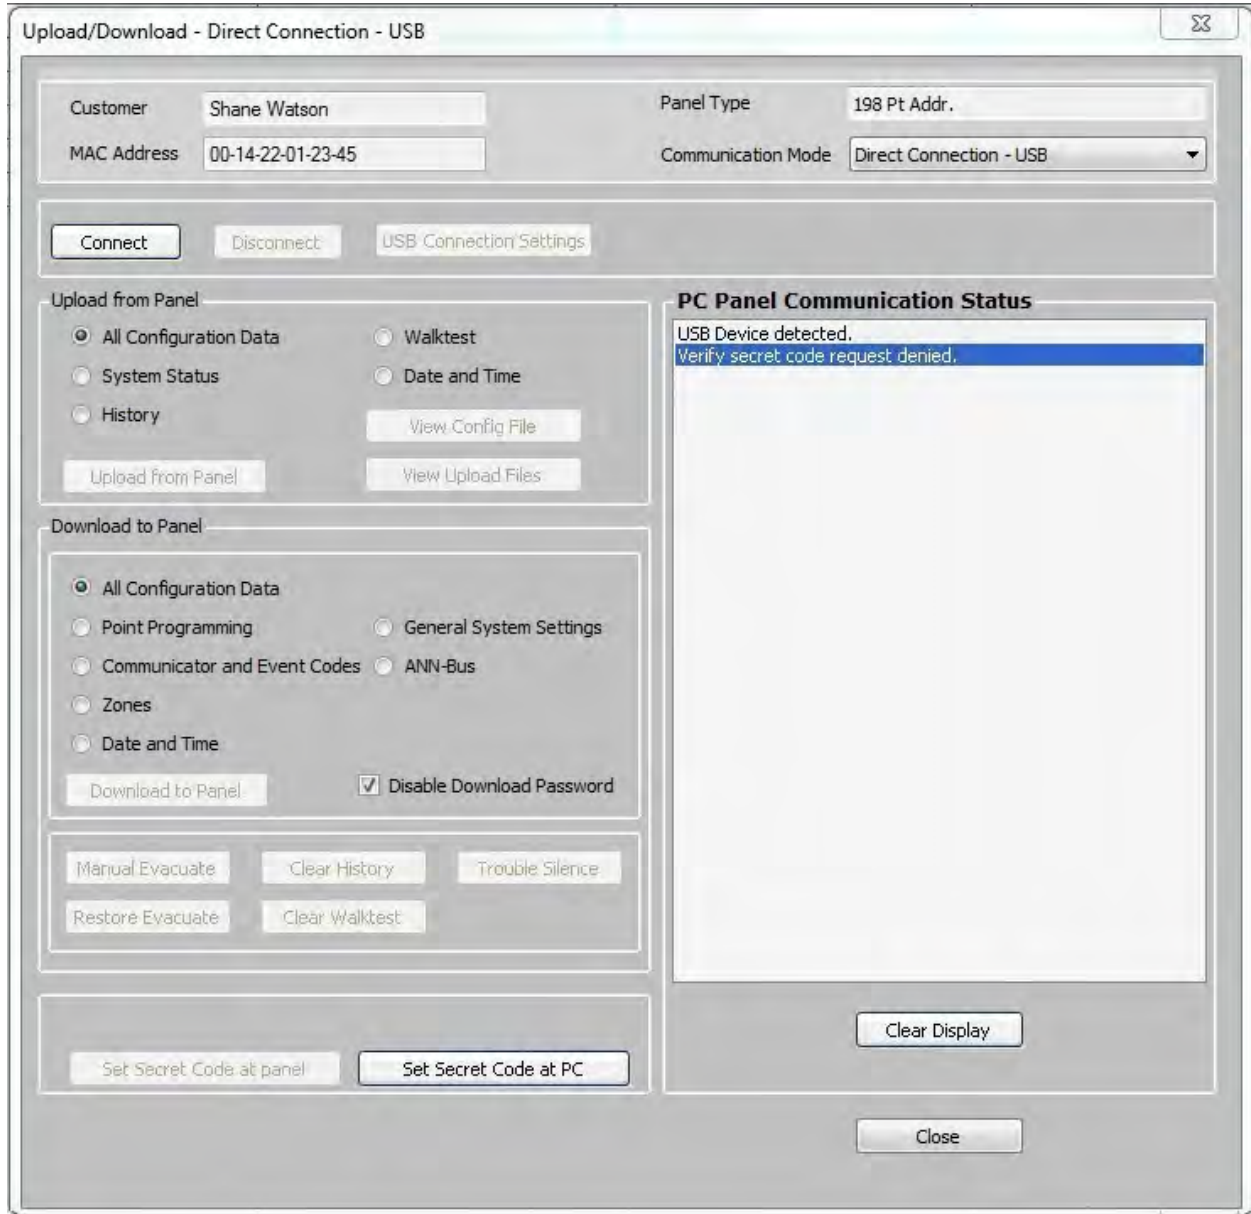 Upload/Download - Direct Connection - USB
Customer
Shane Watson
Panel Type
198 Pt Addr.
MAC Address
00-14-22-01-23-45
Communication Mode
Direct Connection - USB
Connect
Disconnect
USB Connection Settings
Upload from Panel
All Configuration Data
Walktest
System Status
Date and Time
History
View Config File
Upload from Panel
View Upload Files
Download to Panel
All Configuration Data
Point Programming
General System Settings
Communicator and Event Codes
ANN-Bus
Zones
Date and Time
Download to Panel
Disable Download Password
Manual Evacuate
Clear History
Trouble Silence
Restore Evacuate
Clear Walktest
Set Secret Code at panel
Set Secret Code at PC
PC Panel Communication Status
USB Device detected.
Verify secret code request denied.
Clear Display
Close